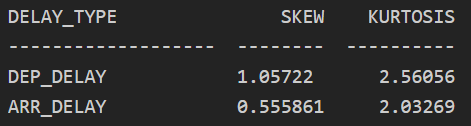 DELAY_TYPE SKEW KURTOSIS
------------------- -------- ----------
DEP_DELAY 1.05722 2.56056
ARR_DELAY 0.555861 2.03269